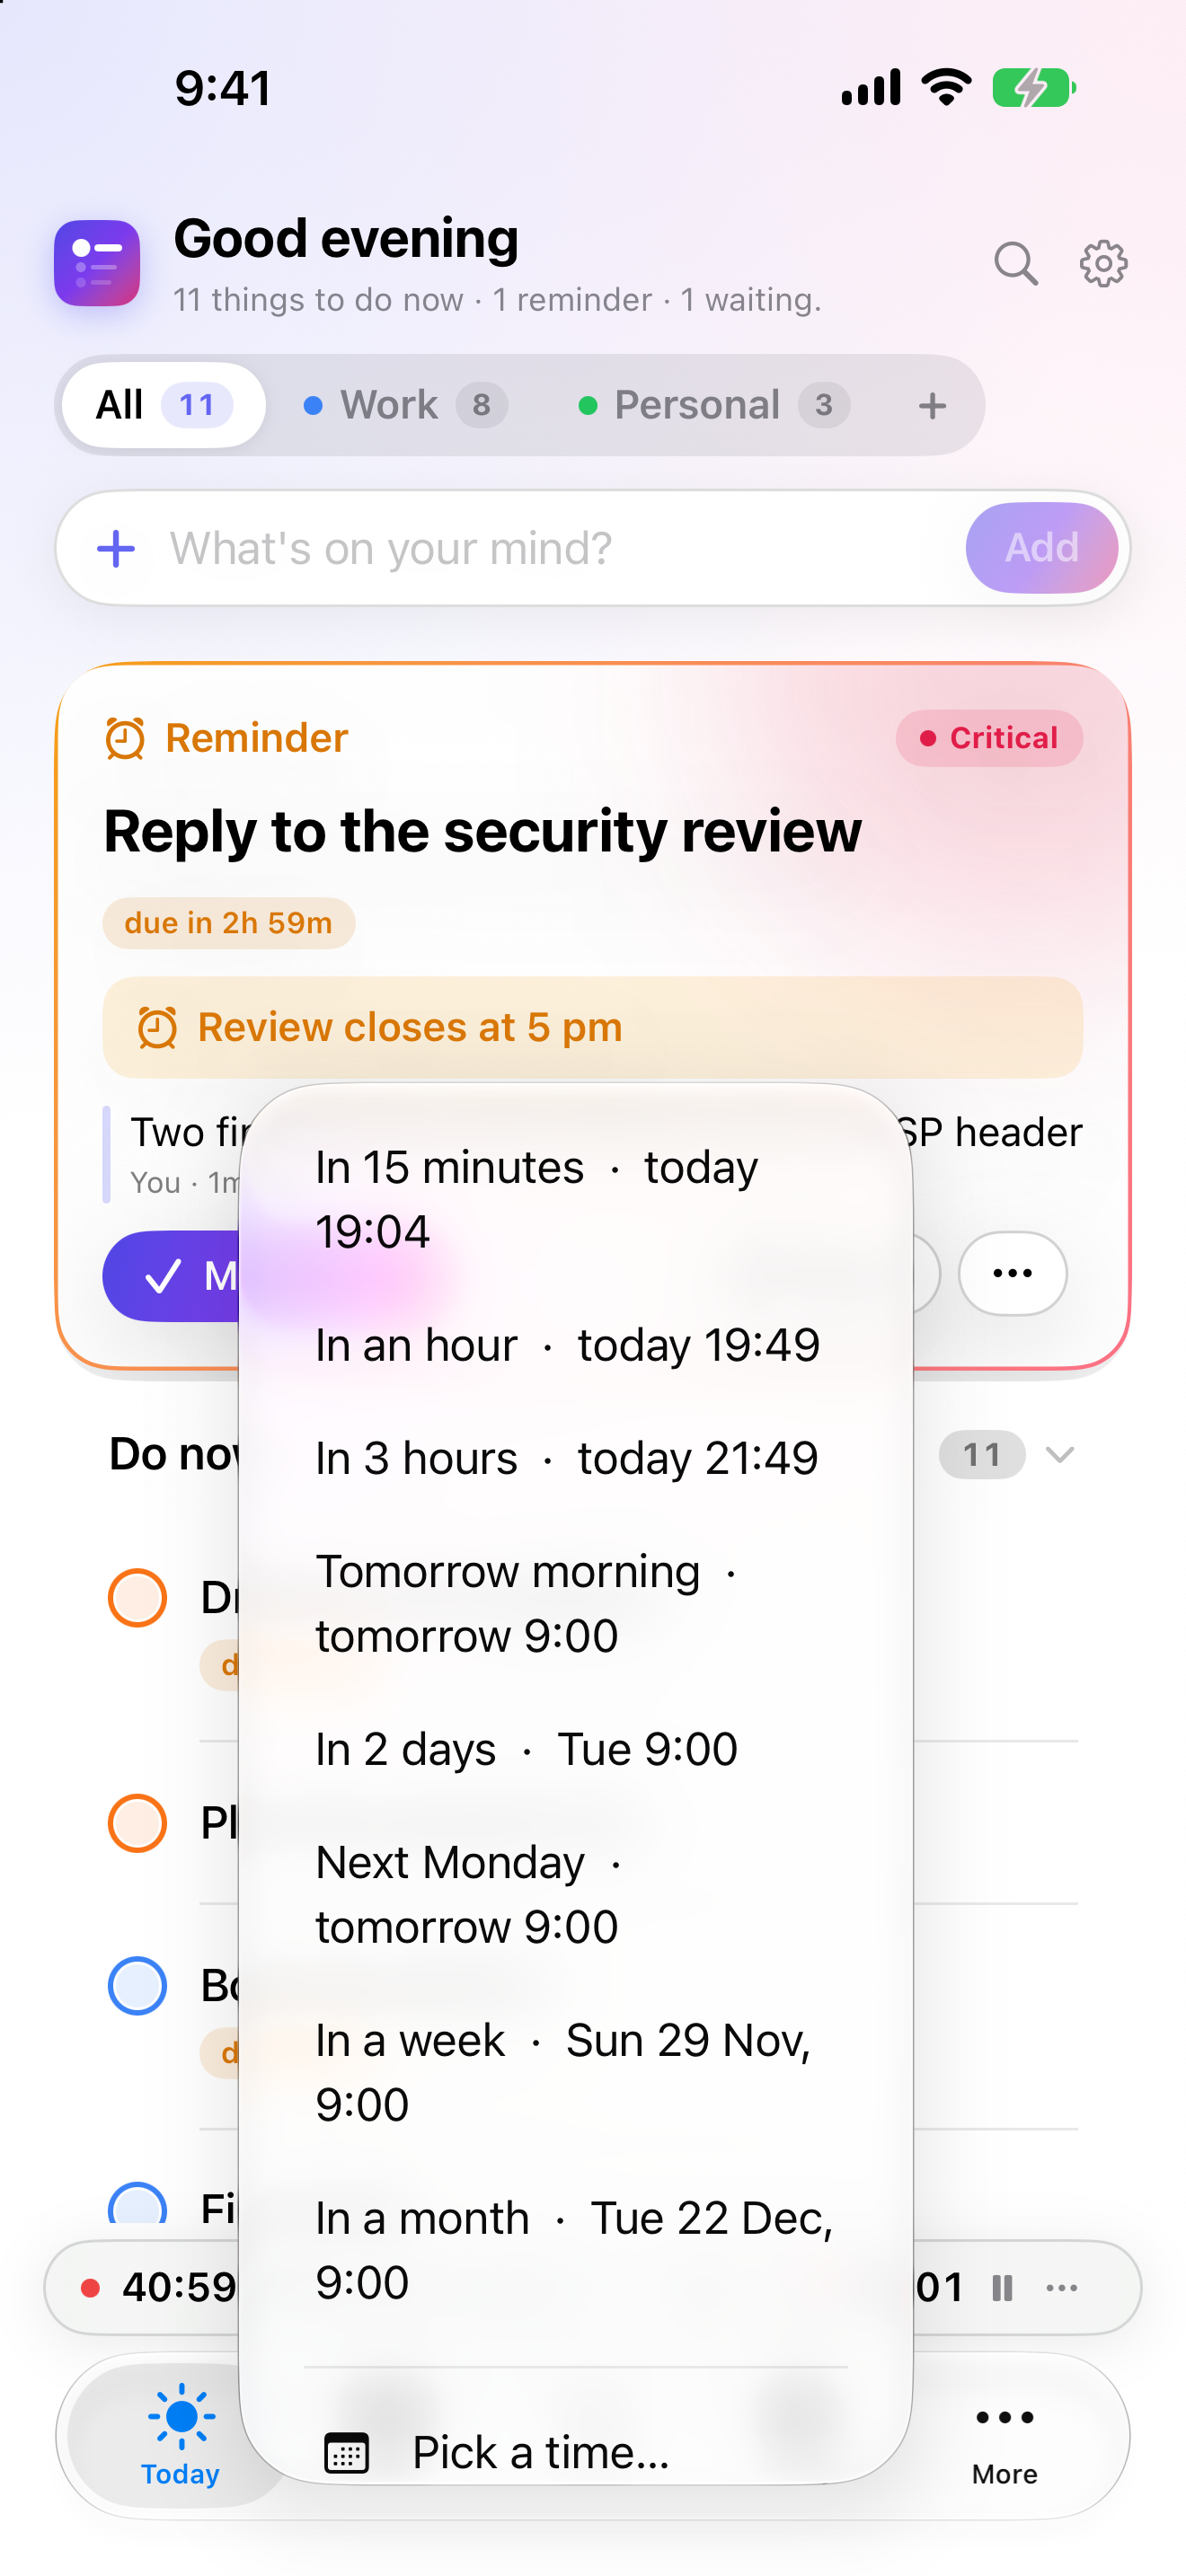 9:41
Good evening
11 things to do now · 1 reminder · 1 waiting.
All 11 Work 8 Personal 3 +
What's on your mind? Add
Reminder Critical
Reply to the security review
due in 2h 59m
Review closes at 5 pm
Two header
You · 1m
In 15 minutes · today
19:04
In an hour · today 19:49
In 3 hours · today 21:49
Tomorrow morning ·
tomorrow 9:00
In 2 days · Tue 9:00
Next Monday ·
tomorrow 9:00
In a week · Sun 29 Nov,
9:00
In a month · Tue 22 Dec,
9:00
Pick a time...
Do now 11
40:59 01
Today More